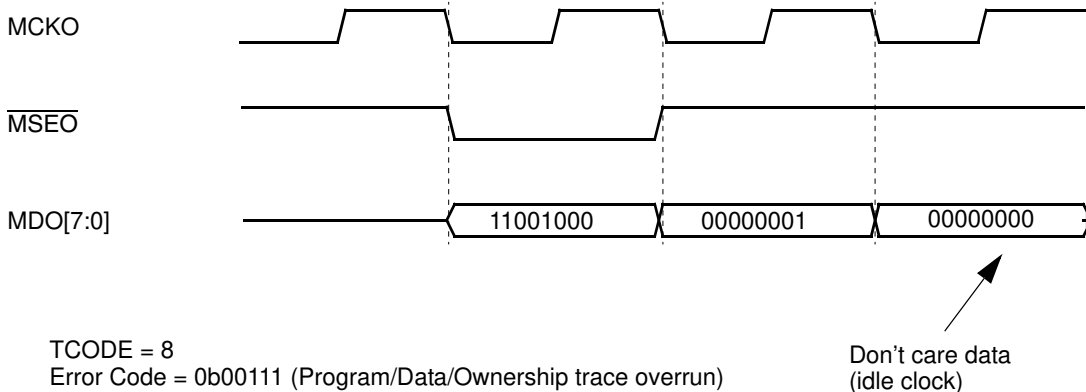 MCKO
MSEO
MDO[7:0]
11001000
00000001
00000000
TCODE = 8
Error Code = 0b00111 (Program/Data/Ownership trace overrun)
Don't care data
(idle clock)